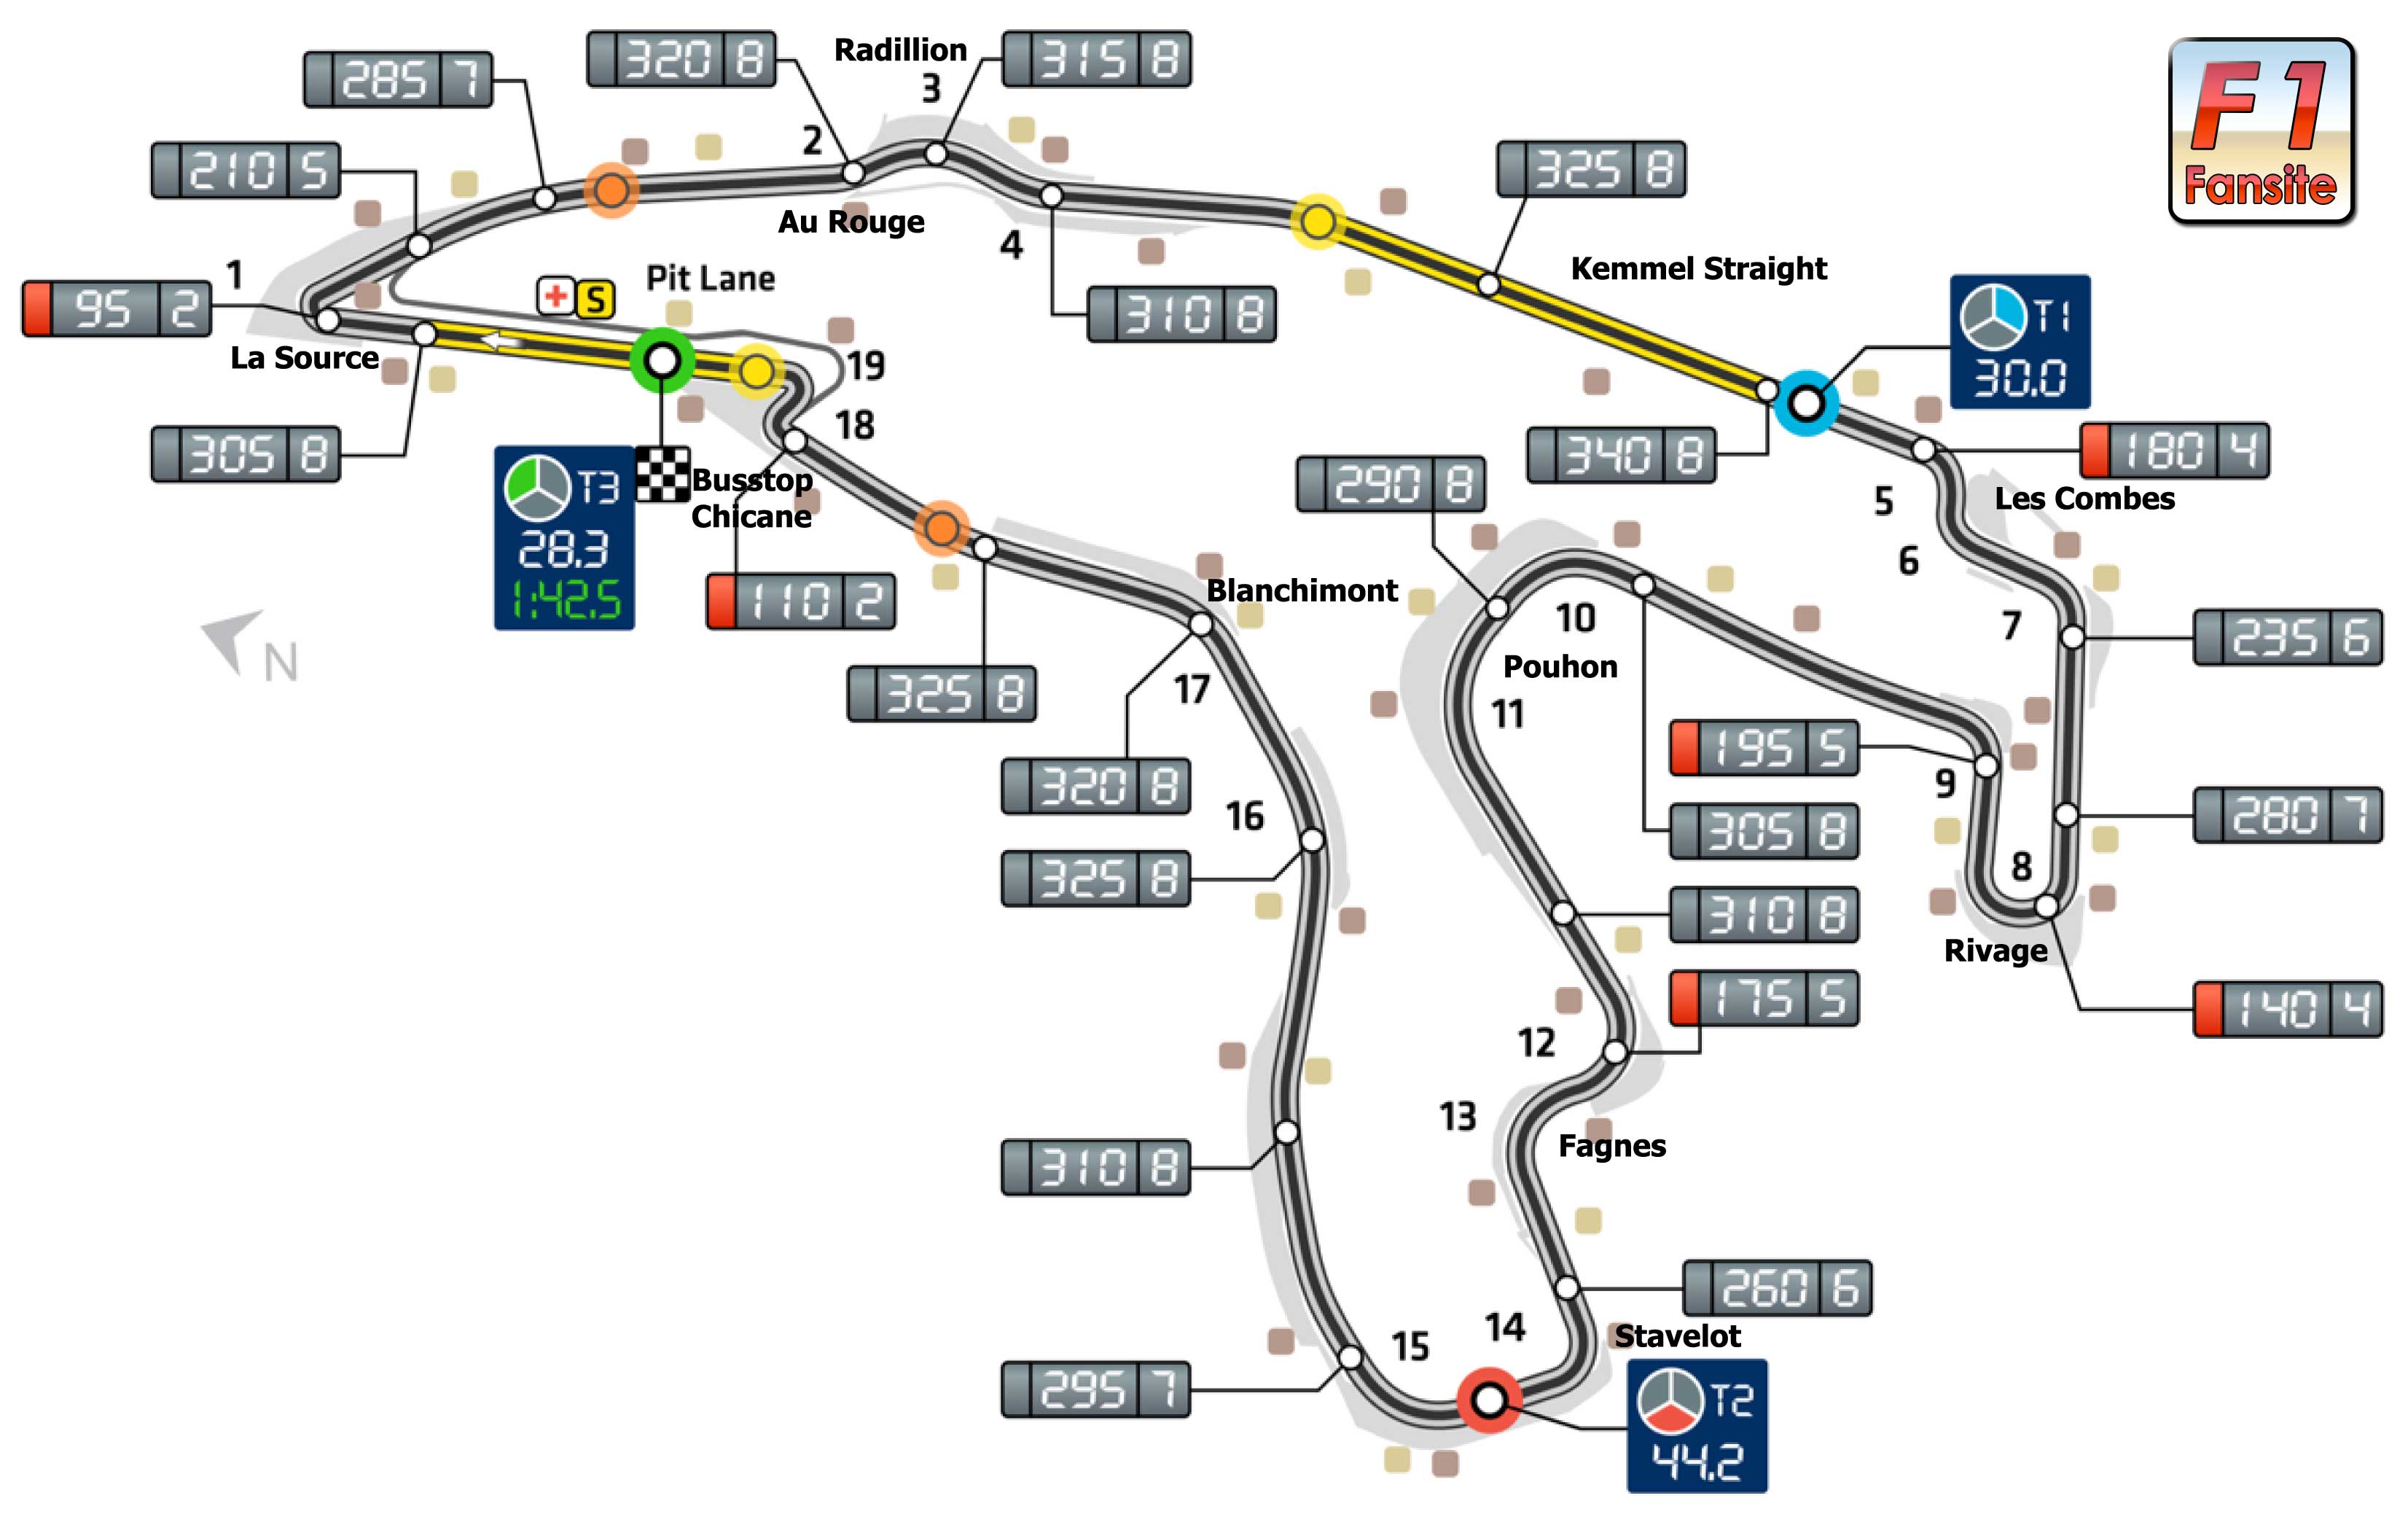 Radillion
3
320 8
315 8
285 7
F1
Fansite
2
210 5
325 8
Au Rouge
4
1
Pit Lane
Kemmel Straight
+ S
95 2
310 8
T1
30.0
La Source
19
18
305 8
340 8
180 4
5
Les Combes
T3
28.3
1:42.5
Busstop
Chicane
290 8
6
110 2
Blanchimont
10
7
235 6
N
Pouhon
325 8
17
11
195 5
9
320 8
16
305 8
280 7
325 8
8
310 8
Rivage
175 5
140 4
12
13
Fagnes
310 8
260 6
14
Stavelot
15
295 7
T2
44.2